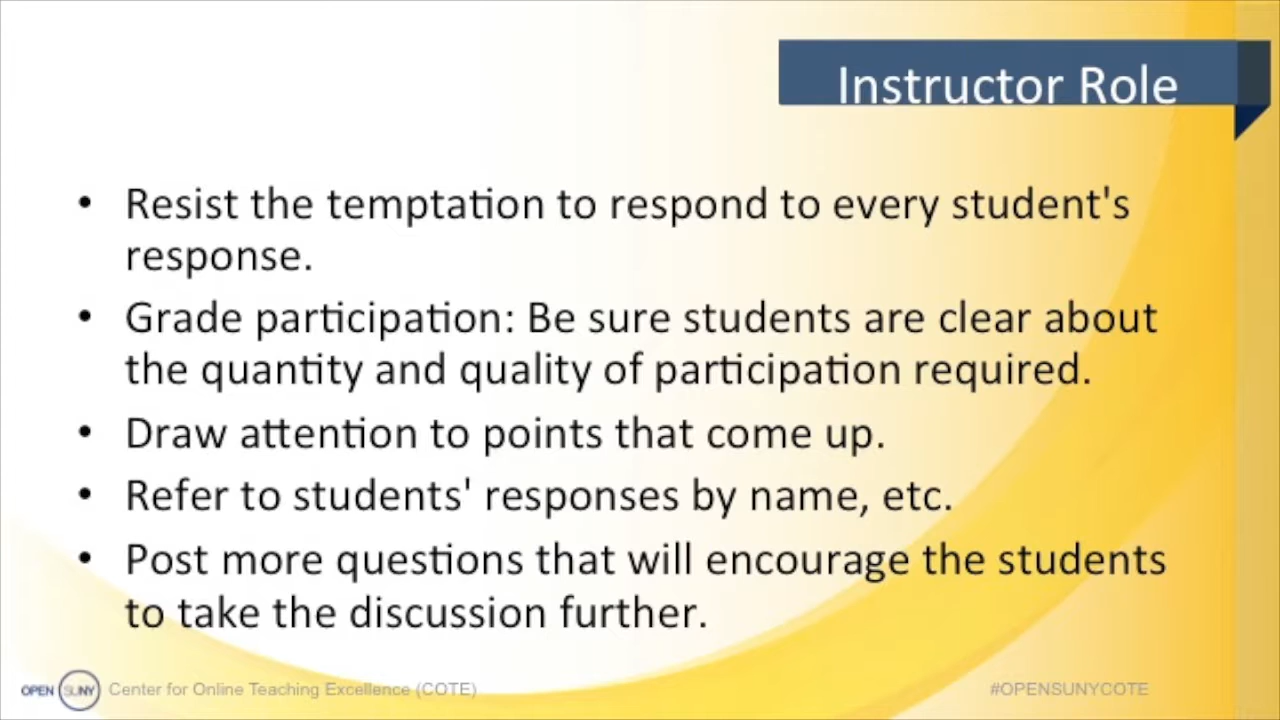 Instructor Role
• Resist the temptation to respond to every student's
response.
• Grade participation: Be sure students are clear about
the quantity and quality of participation required.
• Draw attention to points that come up.
• Refer to students' responses by name, etc.
• Post more questions that will encourage the students
to take the discussion further.
OPEN SUNY Center for Online Teaching Excellence (COTE)
#OPENSUNYCOTE